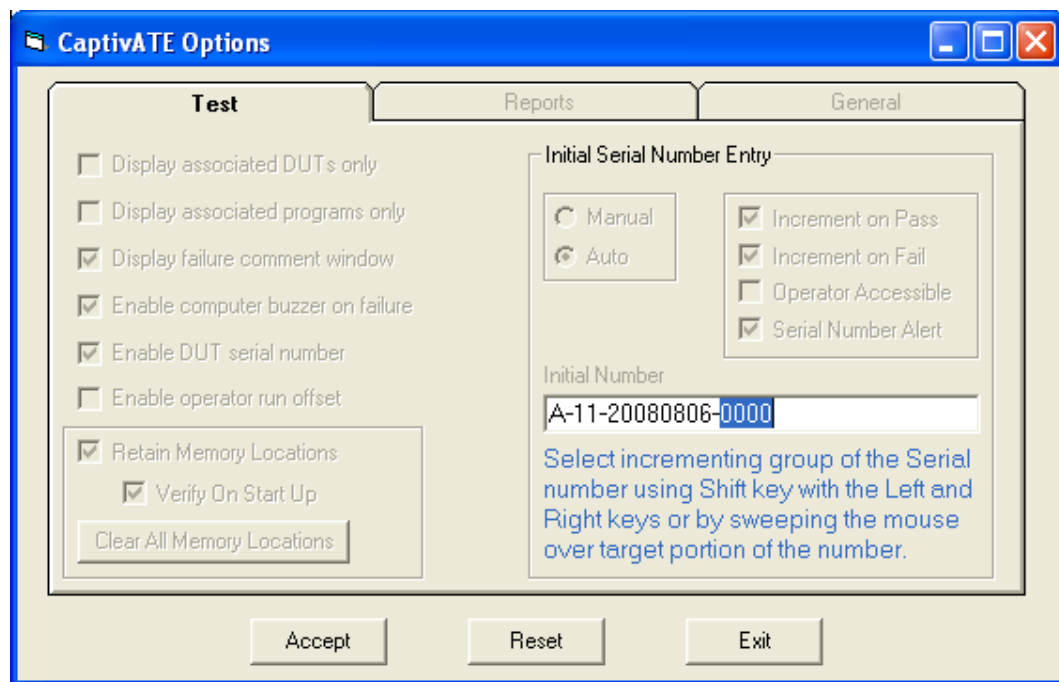 CaptivATE Options
Test
Reports
General
Display associated DUTs only
Display associated programs only
Display failure comment window
Enable computer buzzer on failure
Enable DUT serial number
Enable operator run offset
Retain Memory Locations
Verify On Start Up
Clear All Memory Locations
Initial Serial Number Entry
Manual
Auto
Increment on Pass
Increment on Fail
Operator Accessible
Serial Number Alert
Initial Number
A-11-20080806-0000
Select incrementing group of the Serial
number using Shift key with the Left and
Right keys or by sweeping the mouse
over target portion of the number.
Accept
Reset
Exit